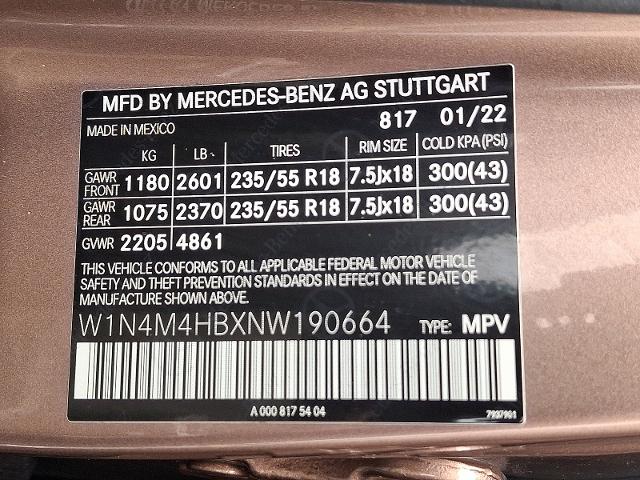 MFD BY MERCEDES-BENZ AG STUTTGART
MADE IN MEXICO 817 01/22
KG LB TIRES RIM SIZE COLD KPA (PSI)
GAWR FRONT 1180 2601 235/55 R18 7.5Jx18 300(43)
GAWR REAR 1075 2370 235/55 R18 7.5Jx18 300(43)
GVWR 2205 4861
THIS VEHICLE CONFORMS TO ALL APPLICABLE FEDERAL MOTOR VEHICLE
SAFETY AND THEFT PREVENTION STANDARDS IN EFFECT ON THE DATE OF
MANUFACTURE SHOWN ABOVE.
W1N4M4HBXNW190664 TYPE: MPV
A 000 817 54 04 7937901